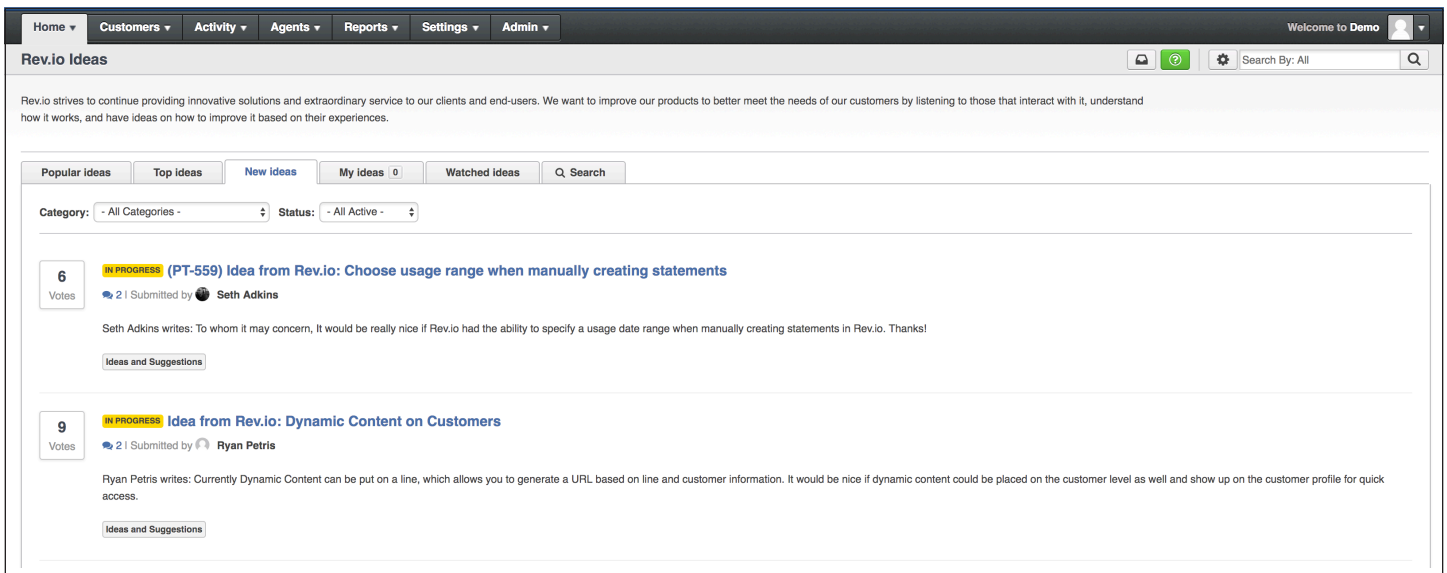 Home Customers Activity Agents Reports Settings Admin Welcome to Demo
Rev.io Ideas Search By: All
Rev.io strives to continue providing innovative solutions and extraordinary service to our clients and end-users. We want to improve our products to better meet the needs of our customers by listening to those that interact with it, understand
how it works, and have ideas on how to improve it based on their experiences.
Popular ideas Top ideas New ideas My ideas 0 Watched ideas Search
Category: - All Categories - Status: - All Active -
6
Votes
IN PROGRESS (PT-559) Idea from Rev.io: Choose usage range when manually creating statements
2 | Submitted by Seth Adkins
Seth Adkins writes: To whom it may concern, It would be really nice if Rev.io had the ability to specify a usage date range when manually creating statements in Rev.io. Thanks!
Ideas and Suggestions
9
Votes
IN PROGRESS Idea from Rev.io: Dynamic Content on Customers
2 | Submitted by Ryan Petris
Ryan Petris writes: Currently Dynamic Content can be put on a line, which allows you to generate a URL based on line and customer information. It would be nice if dynamic content could be placed on the customer level as well and show up on the customer profile for quick
access.
Ideas and Suggestions